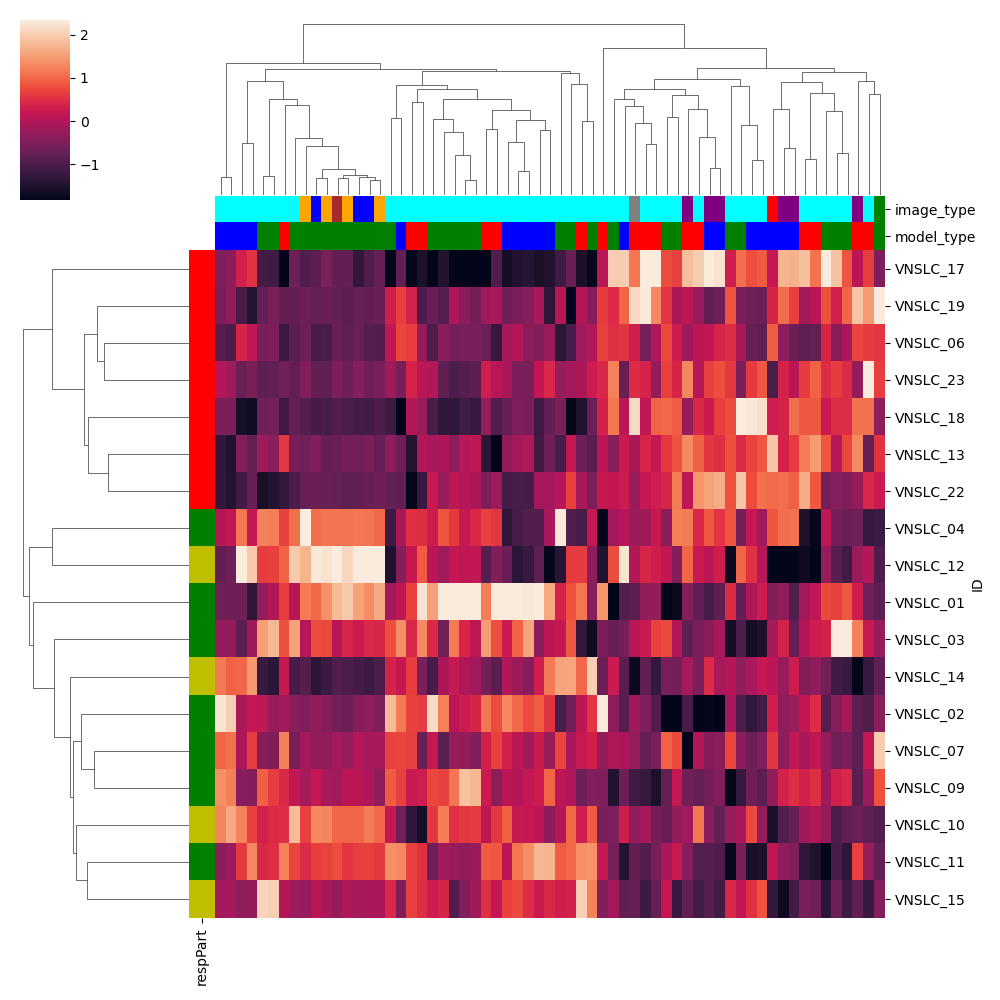 2
1
0
−1
image_type
model_type
VNSLC_17
VNSLC_19
VNSLC_06
VNSLC_23
VNSLC_18
VNSLC_13
VNSLC_22
VNSLC_04
VNSLC_12
VNSLC_01
VNSLC_03
VNSLC_14
VNSLC_02
VNSLC_07
VNSLC_09
VNSLC_10
VNSLC_11
VNSLC_15
ID
respPart